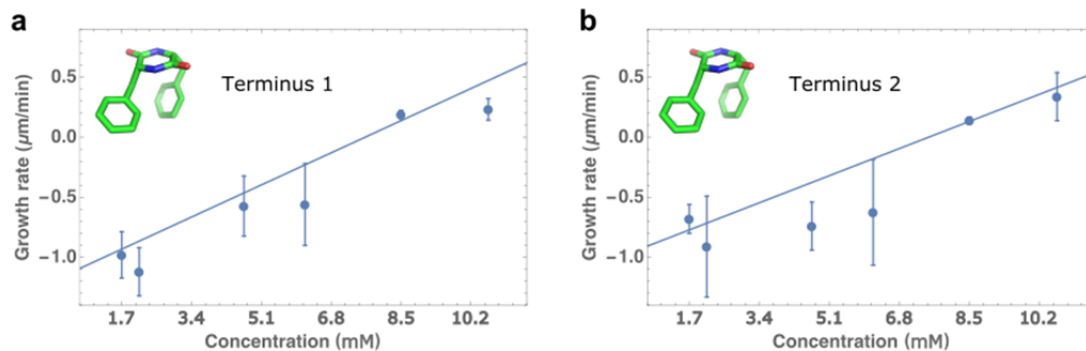 a
Terminus 1
Growth rate (μm/min)
0.5
0.0
−0.5
−1.0
1.7 3.4 5.1 6.8 8.5 10.2
Concentration (mM)
b
Terminus 2
Growth rate (μm/min)
0.5
0.0
−0.5
−1.0
1.7 3.4 5.1 6.8 8.5 10.2
Concentration (mM)